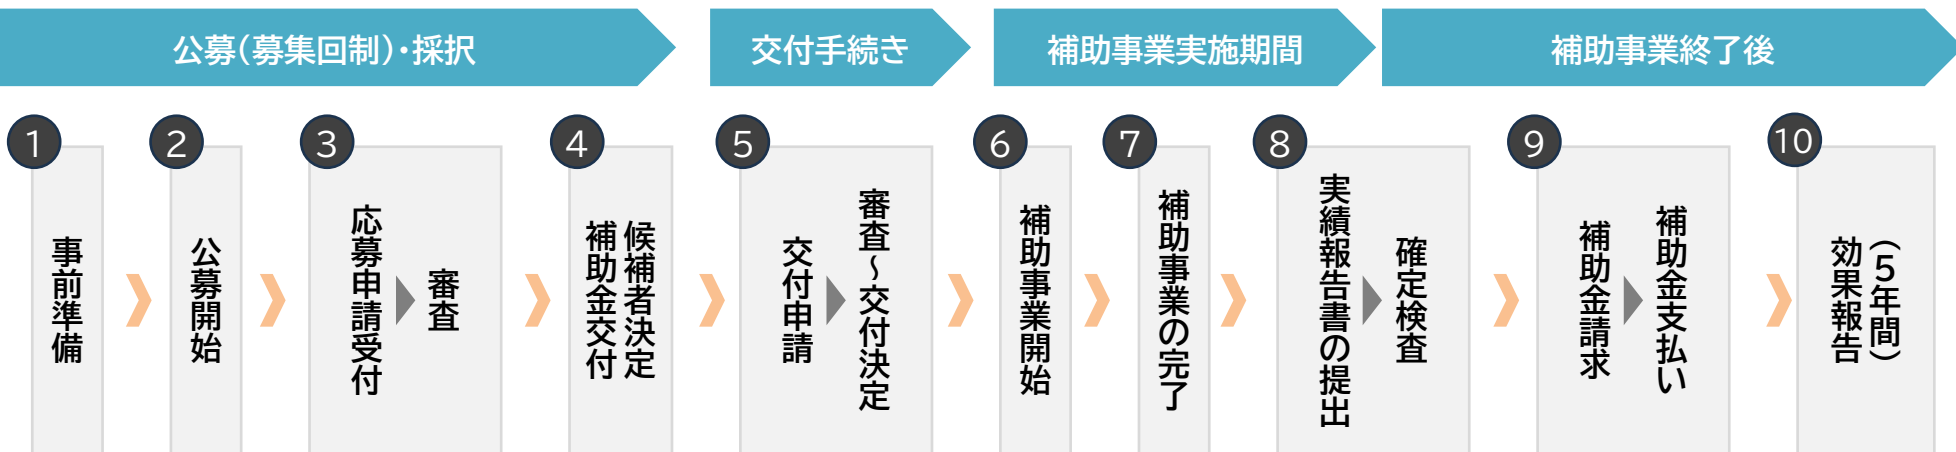 公募(募集回制)・採択
交付手続き
補助事業実施期間
補助事業終了後
1
事前準備
2
公募開始
3
応募申請受付
審査
4
候補者決定
補助金交付
5
交付申請
審査~交付決定
6
補助事業開始
7
補助事業の完了
8
実績報告書の提出
確定検査
9
補助金請求
補助金支払い
10
(5年間)
効果報告